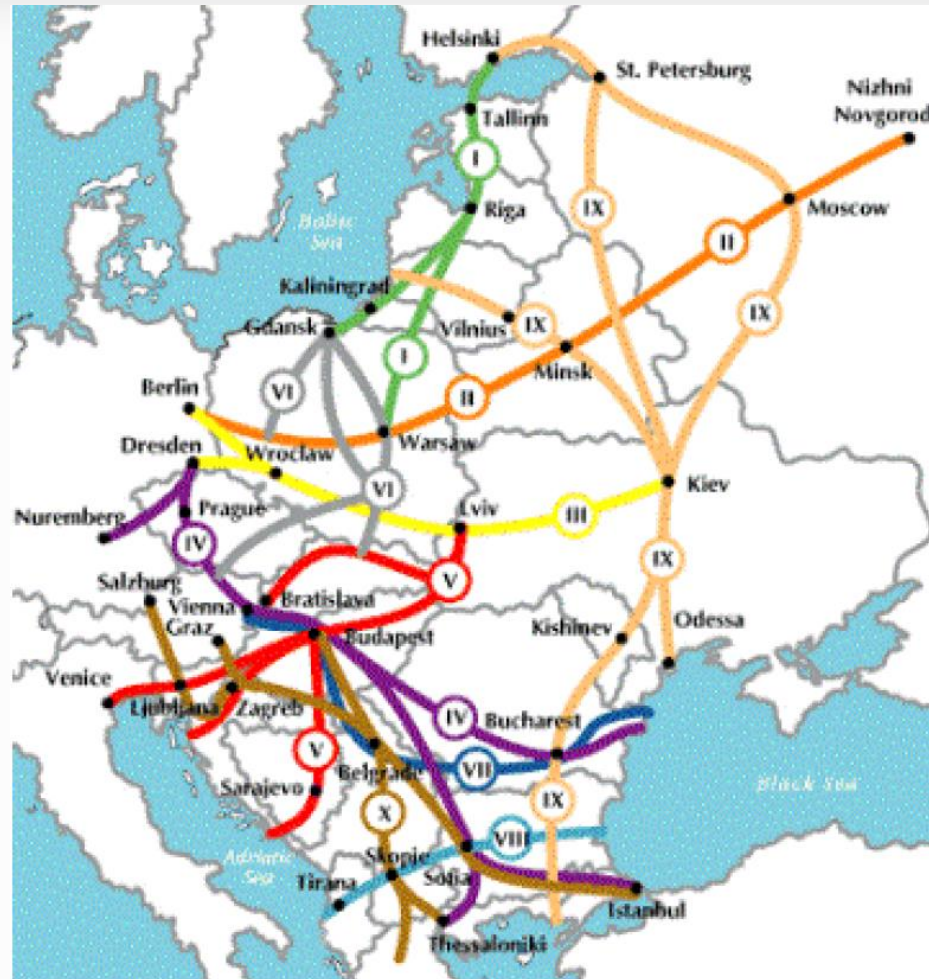 Helsinki
St. Petersburg
Nizhni
Novgorod
Tallinn
I
Riga
IX
Moscow
Baltic
Sea
II
Kaliningrad
IX
Gdansk
Vilnius
IX
I
Minsk
VI
Berlin
II
Warsaw
Dresden
Wroclaw
VI
Kiev
Nuremberg
Prague
Lviv
III
IV
IX
V
Salzburg
Vienna
Bratislava
Graz
Budapest
Kishinev
Odessa
Venice
Ljubljana
Zagreb
IV
Bucharest
V
Belgrade
VII
Sarajevo
Black Sea
IX
X
VIII
Adriatic
Sea
Skopje
Tirana
Sofia
Istanbul
Thessaloniki